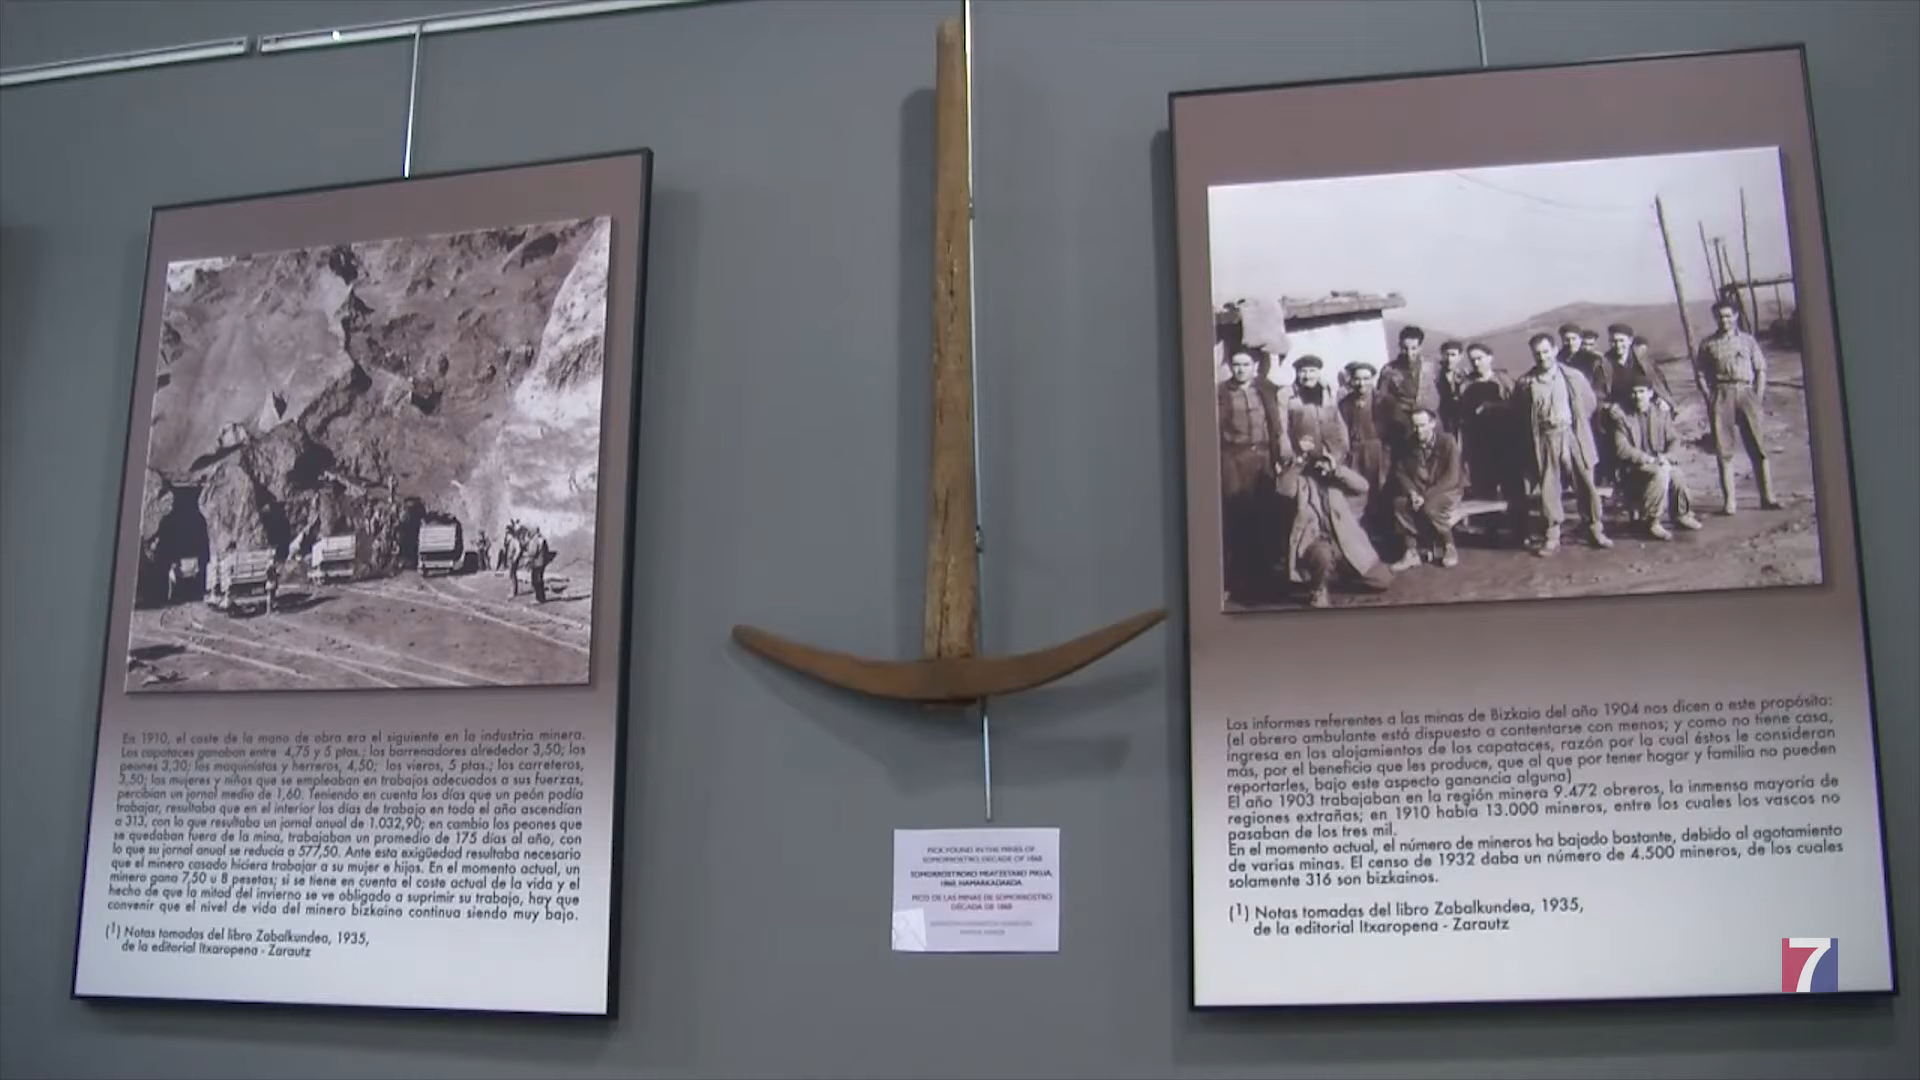 En 1910, el coste de la mano de obra era el siguiente en la industria minera.
Los capataces ganaban entre 4,75 y 5 ptas.; los barrenadores alrededor 3,50; los
peones 3,30; los maquinistas y herreros, 4,50; los vieros, 5 ptas.; los carreteros,
3,50; las mujeres y niños que se empleaban en trabajos adecuados a sus fuerzas,
percibían un jornal medio de 1,60. Teniendo en cuenta los días que un peón podía
trabajar, resultaba que en el interior los días de trabajo en todo el año ascendían
a 313, con lo que resultaba un jornal anual de 1.032,90; en cambio los peones que
se quedaban fuera de la mina, trabajaban un promedio de 175 días al año, con
lo que su jornal anual se reducía a 577,50. Ante esta exigüedad resultaba necesario
que el minero casado hiciera trabajar a su mujer e hijos. En el momento actual, un
minero gana 7,50 u 8 pesetas; si se tiene en cuenta el coste actual de la vida y el
hecho de que la mitad del invierno se ve obligado a suprimir su trabajo, hay que
convenir que el nivel de vida del minero bizkaino continua siendo muy bajo.
(1) Notas tomadas del libro Zabalkundea, 1935,
de la editorial Itxaropena - Zarautz
PICK FOUND IN THE MINES OF
SOMORROSTRO, DECADE OF 1860
SOMORROSTROKO MEATZETAKO PIKUA,
1860. HAMARKADAKOA
PICO DE LAS MINAS DE SOMORROSTRO
DÉCADA DE 1860
Los informes referentes a las minas de Bizkaia del año 1904 nos dicen a este propósito:
(el obrero ambulante está dispuesto a contentarse con menos; y como no tiene casa,
ingresa en los alojamientos de los capataces, razón por la cual éstos le consideran
más, por el beneficio que les produce, que al que por tener hogar y familia no pueden
reportarles, bajo este aspecto ganancia alguna)
El año 1903 trabajaban en la región minera 9.472 obreros, la inmensa mayoría de
regiones extrañas; en 1910 había 13.000 mineros, entre los cuales los vascos no
pasaban de los tres mil.
En el momento actual, el número de mineros ha bajado bastante, debido al agotamiento
de varias minas. El censo de 1932 daba un número de 4.500 mineros, de los cuales
solamente 316 son bizkainos.
(1) Notas tomadas del libro Zabalkundea, 1935,
de la editorial Itxaropena - Zarautz
7